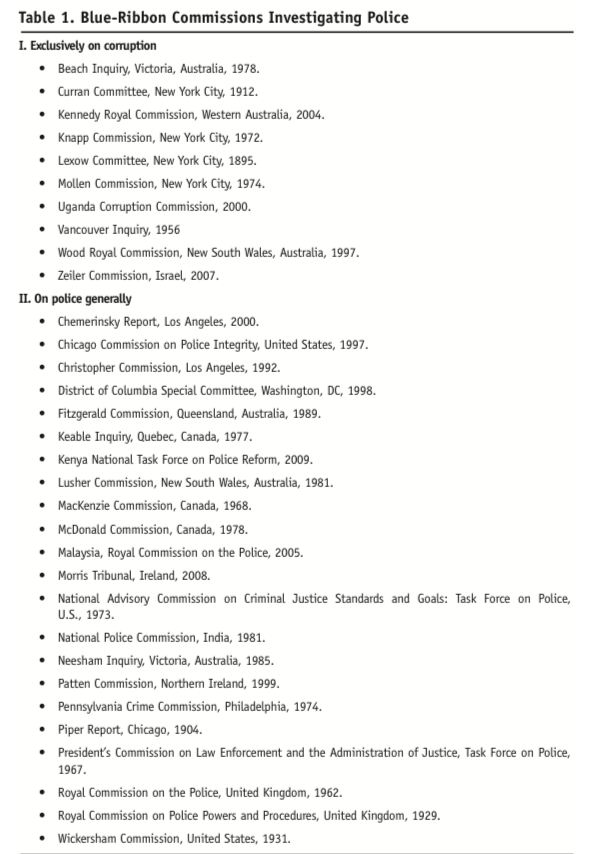 Table 1. Blue-Ribbon Commissions Investigating Police
I. Exclusively on corruption
• Beach Inquiry, Victoria, Australia, 1978.
• Curran Committee, New York City, 1912.
• Kennedy Royal Commission, Western Australia, 2004.
• Knapp Commission, New York City, 1972.
• Lexow Committee, New York City, 1895.
• Mollen Commission, New York City, 1974.
• Uganda Corruption Commission, 2000.
• Vancouver Inquiry, 1956
• Wood Royal Commission, New South Wales, Australia, 1997.
• Zeiler Commission, Israel, 2007.
II. On police generally
• Chemerinsky Report, Los Angeles, 2000.
• Chicago Commission on Police Integrity, United States, 1997.
• Christopher Commission, Los Angeles, 1992.
• District of Columbia Special Committee, Washington, DC, 1998.
• Fitzgerald Commission, Queensland, Australia, 1989.
• Keable Inquiry, Quebec, Canada, 1977.
• Kenya National Task Force on Police Reform, 2009.
• Lusher Commission, New South Wales, Australia, 1981.
• MacKenzie Commission, Canada, 1968.
• McDonald Commission, Canada, 1978.
• Malaysia, Royal Commission on the Police, 2005.
• Morris Tribunal, Ireland, 2008.
• National Advisory Commission on Criminal Justice Standards and Goals: Task Force on Police,
U.S., 1973.
• National Police Commission, India, 1981.
• Neesham Inquiry, Victoria, Australia, 1985.
• Patten Commission, Northern Ireland, 1999.
• Pennsylvania Crime Commission, Philadelphia, 1974.
• Piper Report, Chicago, 1904.
• President's Commission on Law Enforcement and the Administration of Justice, Task Force on Police,
1967.
• Royal Commission on the Police, United Kingdom, 1962.
• Royal Commission on Police Powers and Procedures, United Kingdom, 1929.
• Wickersham Commission, United States, 1931.